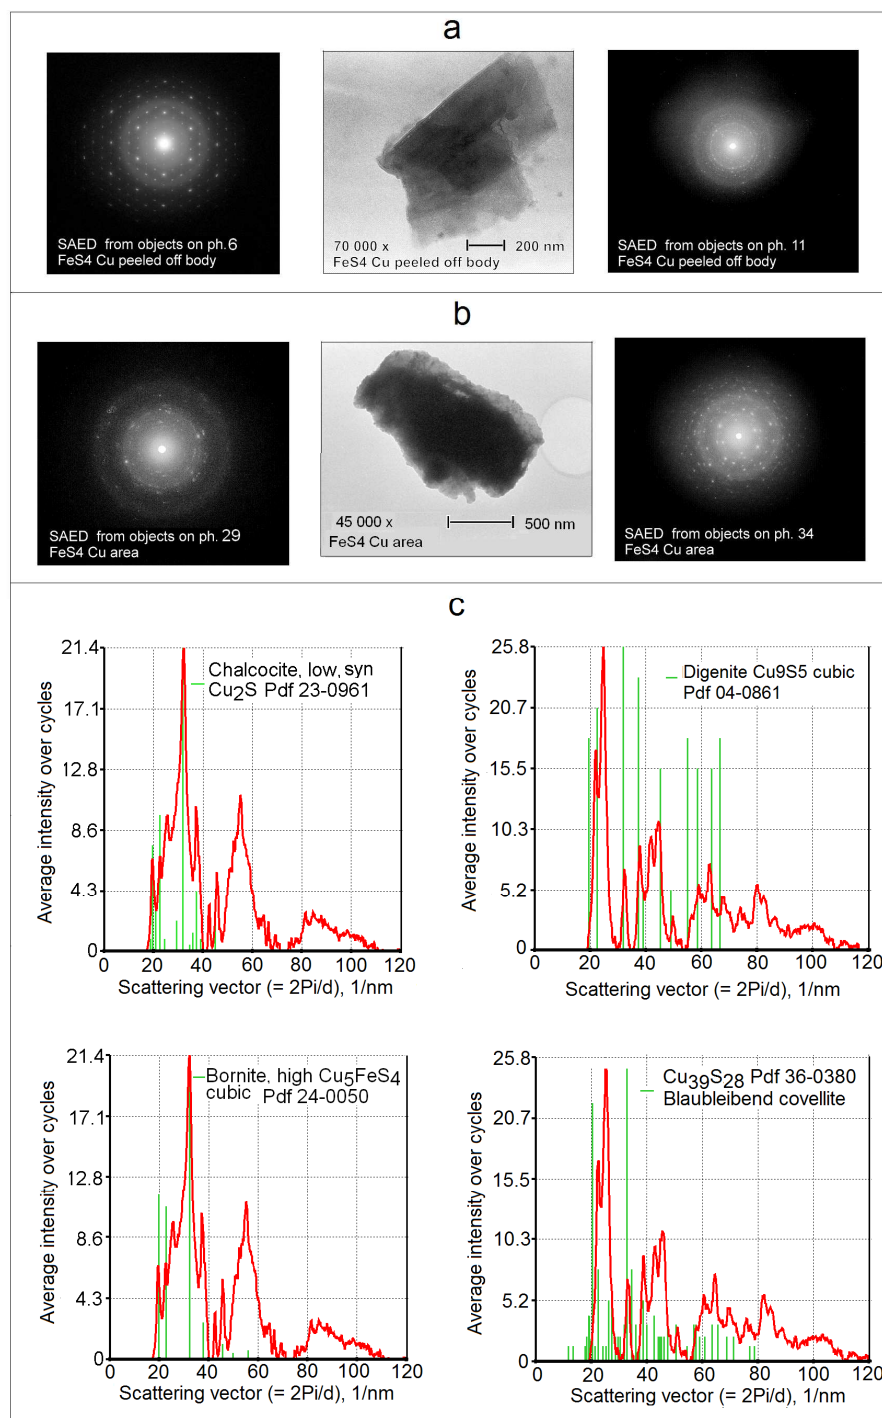 a
SAED from objects on ph.6
FeS4 Cu peeled off body
70 000 x
200 nm
FeS4 Cu peeled off body
SAED from objects on ph. 11
FeS4 Cu peeled off body
b
SAED from objects on ph. 29
FeS4 Cu area
45 000 x
500 nm
FeS4 Cu area
SAED from objects on ph. 34
FeS4 Cu area
c
Average intensity over cycles
21.4
17.1
12.8
8.6
4.3
0
Chalcocite, low, syn
Cu2S Pdf 23-0961
0 20 40 60 80 100 120
Scattering vector (= 2Pi/d), 1/nm
Average intensity over cycles
25.8
20.7
15.5
10.3
5.2
0
Digenite Cu9S5 cubic
Pdf 04-0861
0 20 40 60 80 100 120
Scattering vector (= 2Pi/d), 1/nm
Average intensity over cycles
21.4
17.1
12.8
8.6
4.3
0
Bornite, high Cu5FeS4
cubic Pdf 24-0050
0 20 40 60 80 100 120
Scattering vector (= 2Pi/d), 1/nm
Average intensity over cycles
25.8
20.7
15.5
10.3
5.2
0
Cu39S28 Pdf 36-0380
Blaubleibend covellite
0 20 40 60 80 100 120
Scattering vector (= 2Pi/d), 1/nm